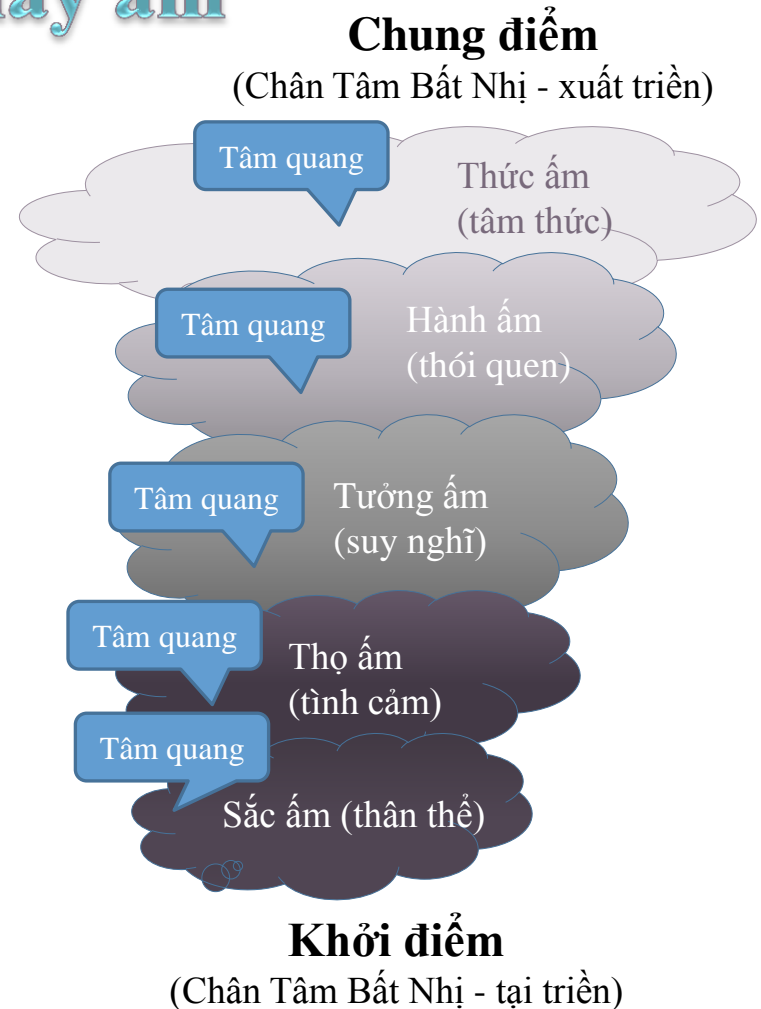 ấm
Chung điểm
(Chân Tâm Bất Nhị - xuất triền)
Tâm quang
Thức ấm
(tâm thức)
Tâm quang
Hành ấm
(thói quen)
Tâm quang
Tưởng ấm
(suy nghĩ)
Tâm quang
Thọ ấm
(tình cảm)
Tâm quang
Sắc ấm (thân thể)
Khởi điểm
(Chân Tâm Bất Nhị - tại triền)